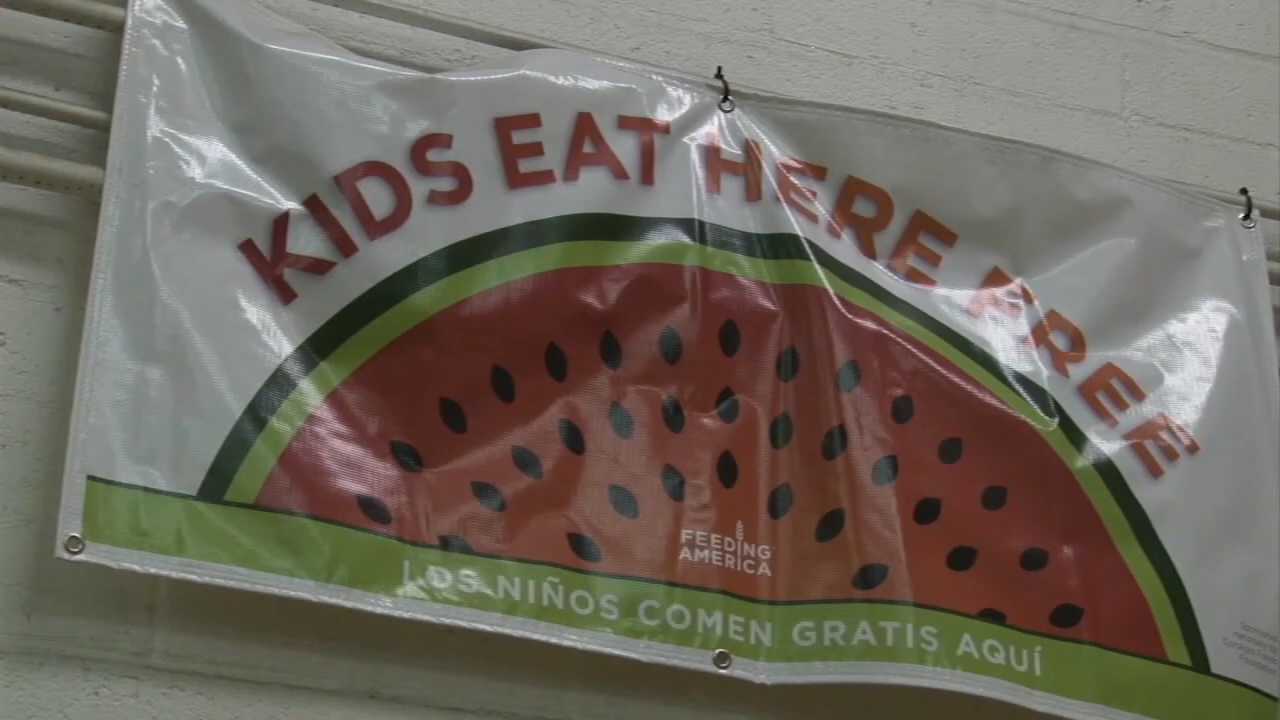 KIDS EAT HERE FREE
FEEDING
AMERICA
LOS NIÑOS COMEN GRATIS AQUÍ